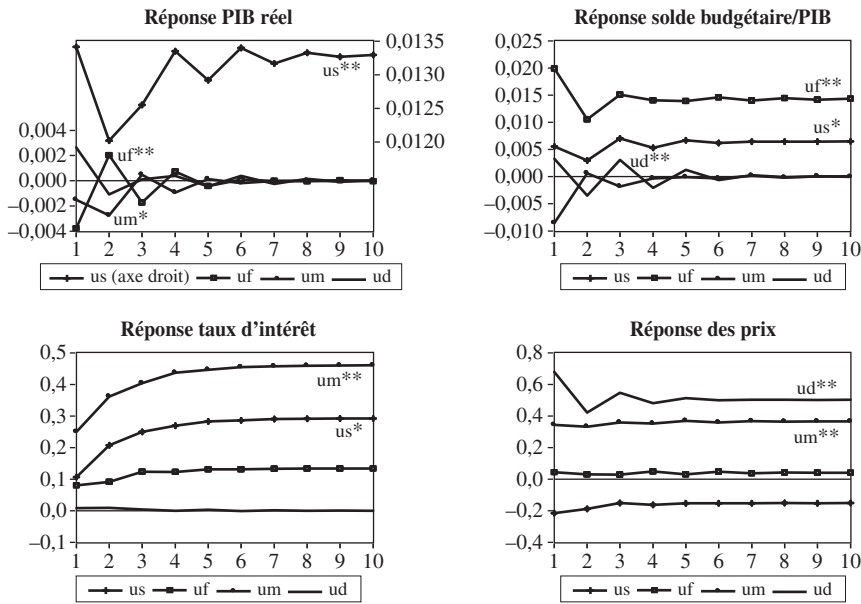 Réponse PIB réel
0,0135
0,0130
0,0125
0,0120
us**
0,004
0,002
0,000
–0,002
–0,004
uf**
um*
1 2 3 4 5 6 7 8 9 10
us (axe droit) uf um ud
Réponse solde budgétaire/PIB
0,025
0,020
0,015
0,010
0,005
0,000
–0,005
–0,010
uf**
us*
ud**
1 2 3 4 5 6 7 8 9 10
us uf um ud
Réponse taux d’intérêt
0,5
0,4
0,3
0,2
0,1
0,0
–0,1
um**
us*
1 2 3 4 5 6 7 8 9 10
us uf um ud
Réponse des prix
0,8
0,6
0,4
0,2
0,0
–0,2
–0,4
ud**
um**
1 2 3 4 5 6 7 8 9 10
us uf um ud